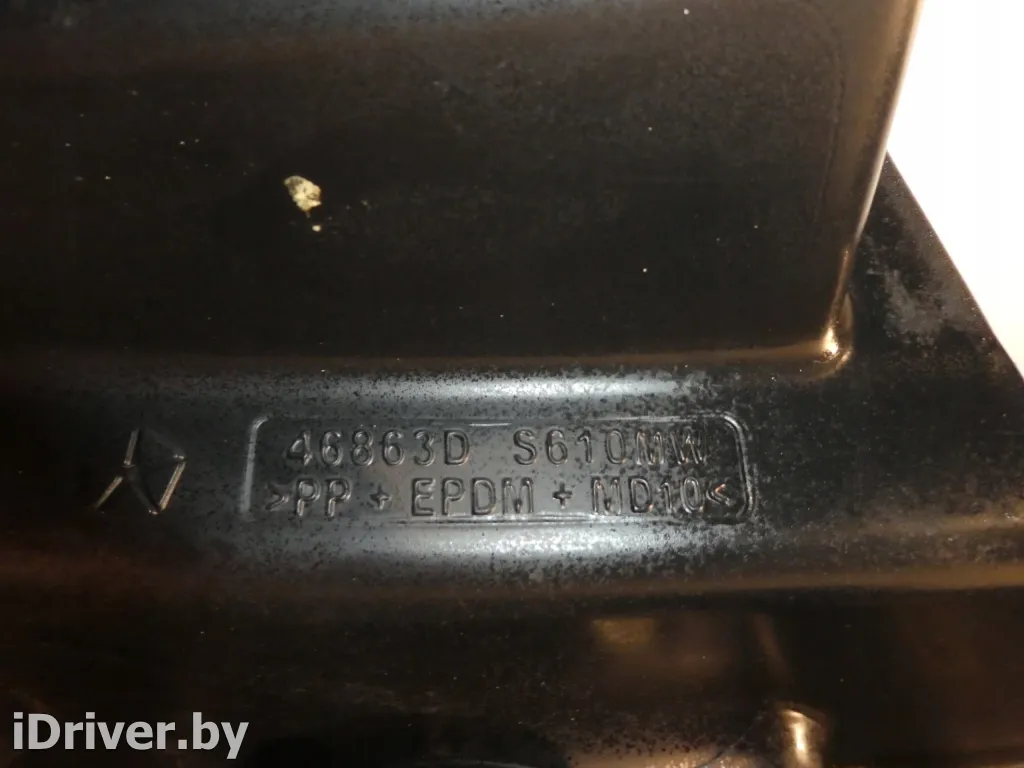 46863D S610MW
>PP + EPDM + MD10<
iDriver.by